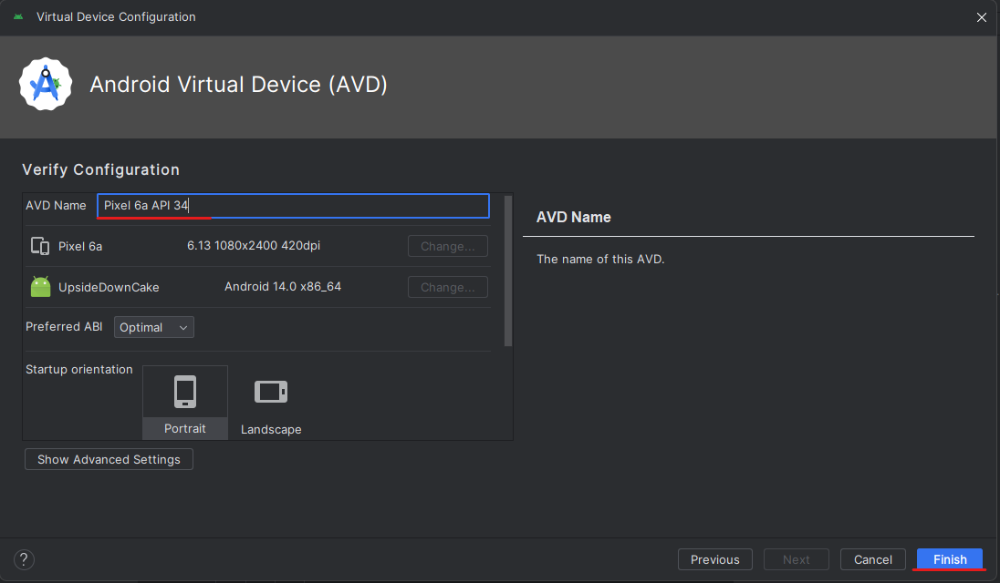 Virtual Device Configuration
Android Virtual Device (AVD)
Verify Configuration
AVD Name Pixel 6a API 34
Pixel 6a 6.13 1080x2400 420dpi Change...
UpsideDownCake Android 14.0 x86_64 Change...
Preferred ABI Optimal
Startup orientation
Portrait Landscape
Show Advanced Settings
AVD Name
The name of this AVD.
? Previous Next Cancel Finish